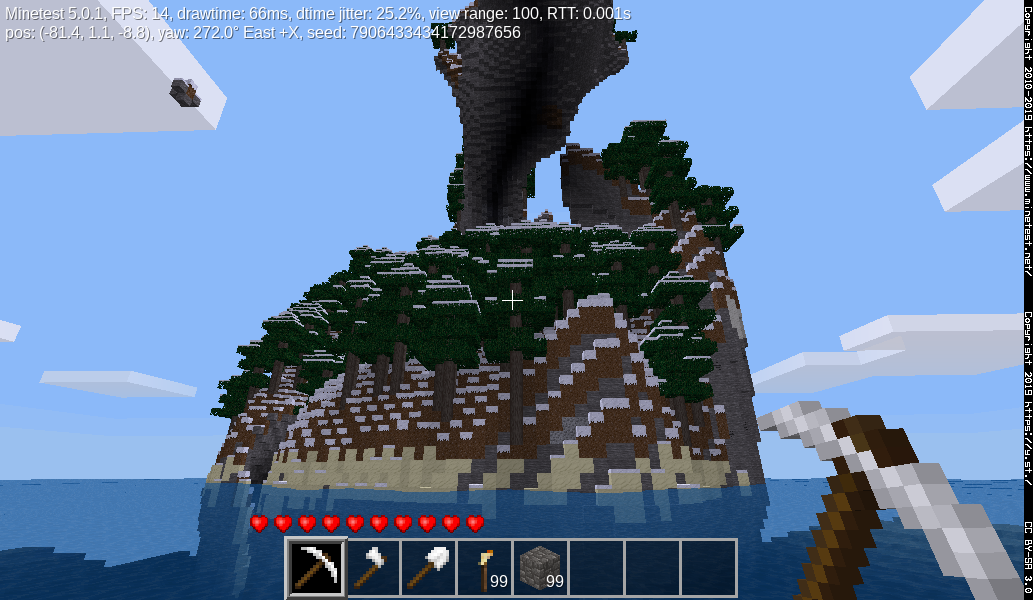 Minetest 5.0.1, FPS: 14, drawtime: 66ms, dtime jitter: 25.2%, view range: 100, RTT: 0.001s
pos: (-81.4, 1.1, -8.8), yaw: 272.0° East +X, seed: 7906433434172987656
99
99
Copyright 2010-2019 https://www.minetest.net/
Copyright 2019 https://y.st./
CC BY-SA 3.0